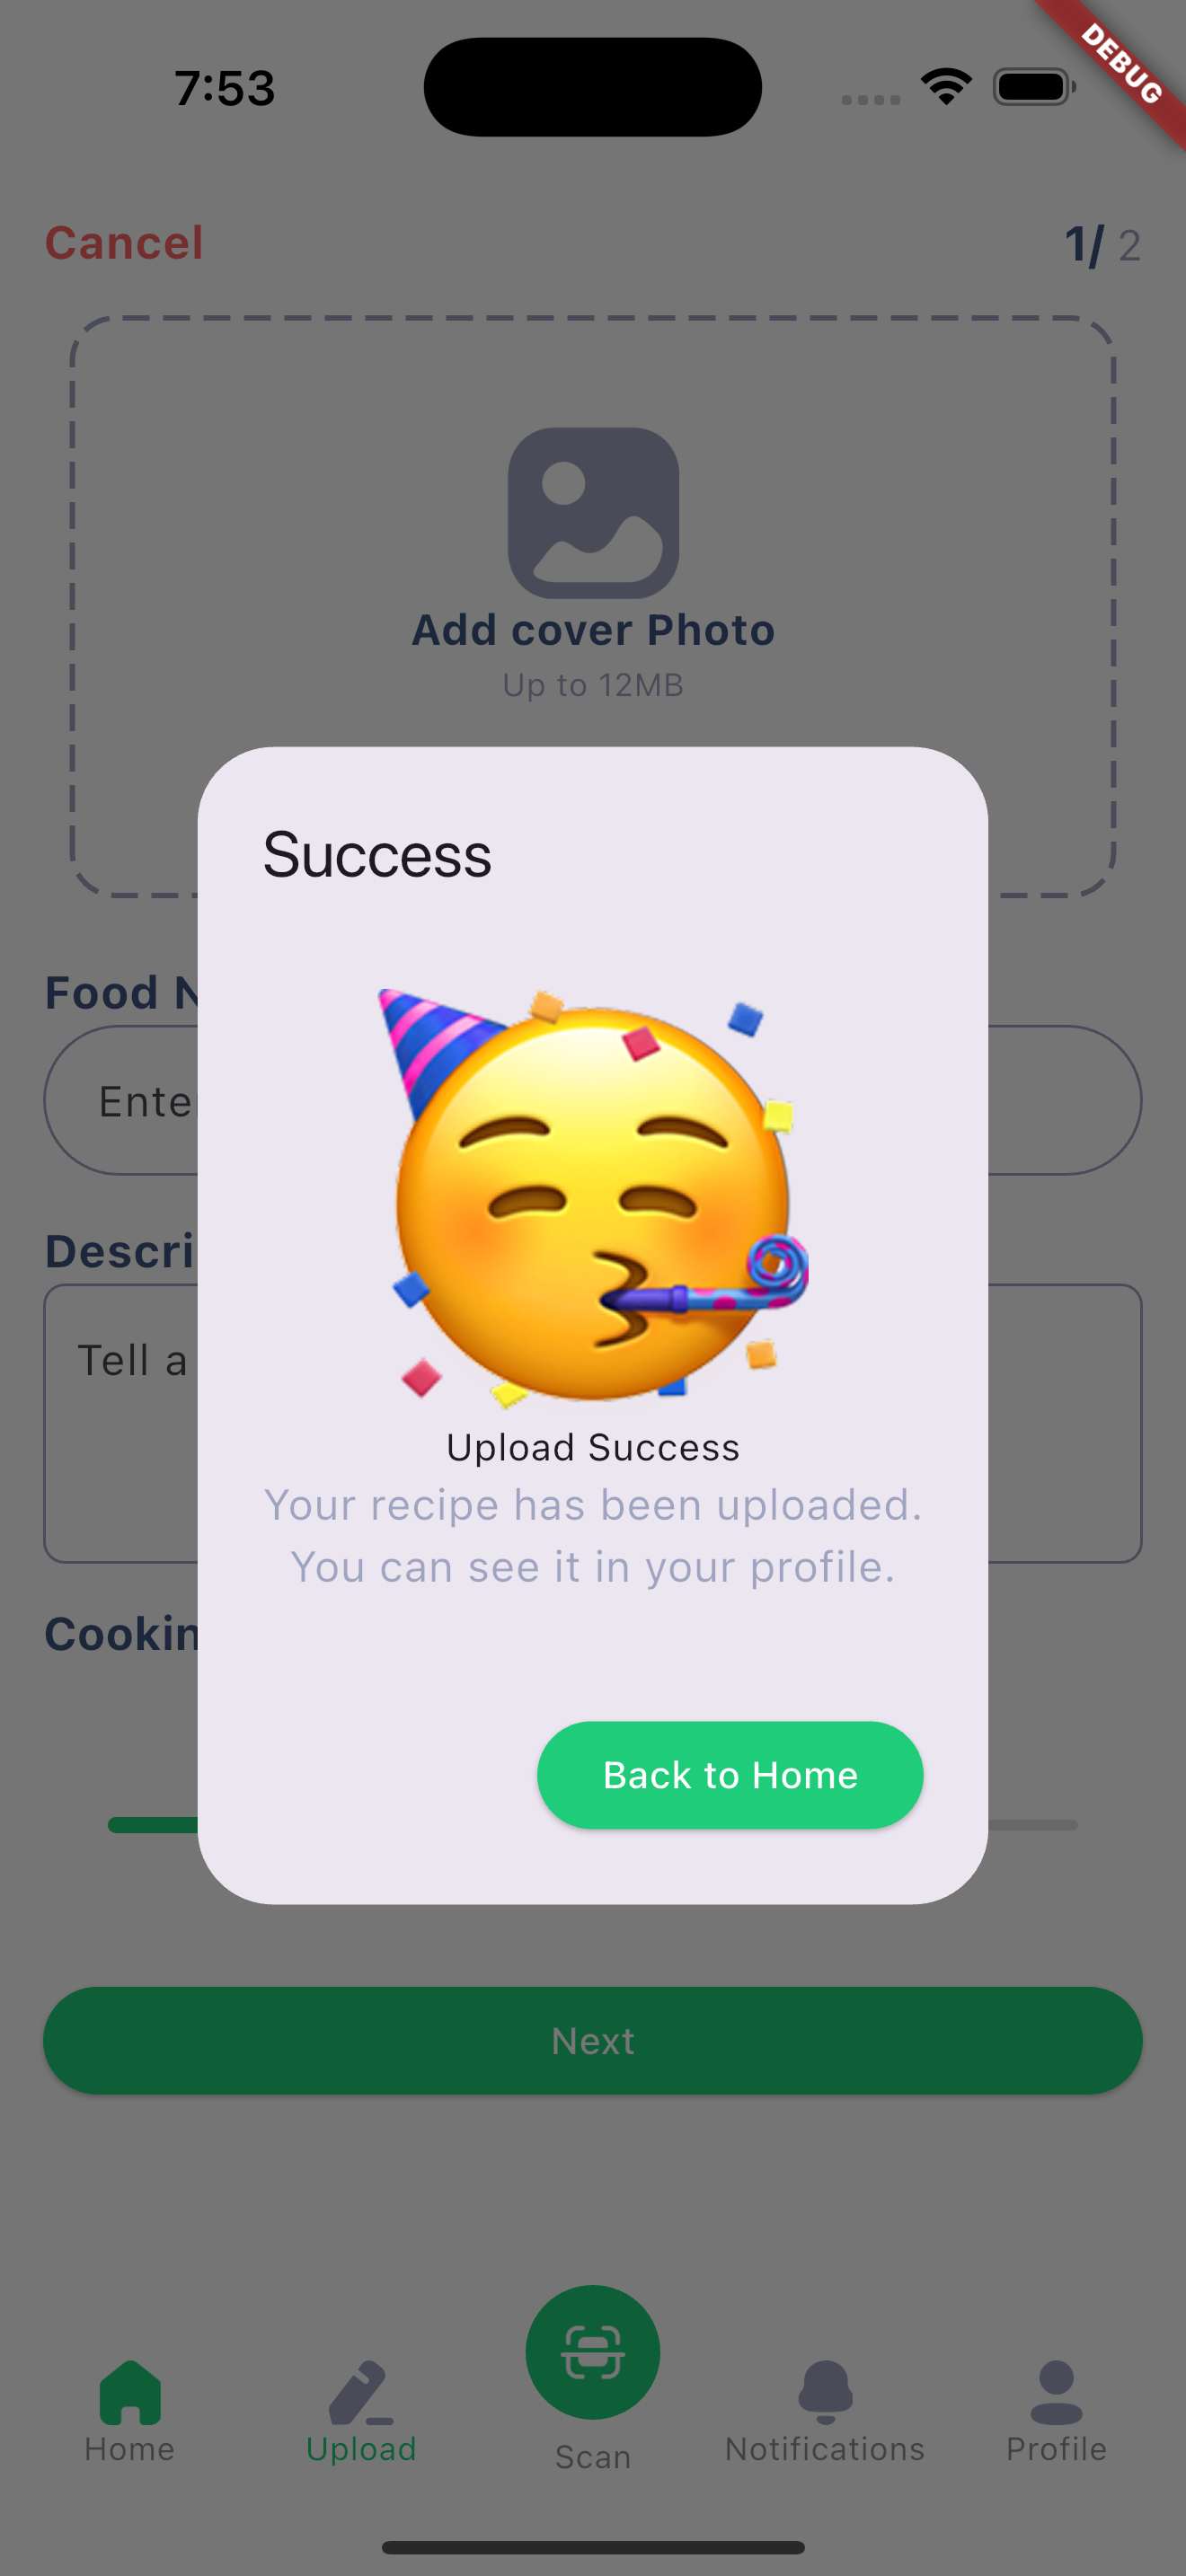 7:53
DEBUG
Cancel
1/ 2
Add cover Photo
Up to 12MB
Success
Food N
Ente
Descri
Tell a
Upload Success
Your recipe has been uploaded.
You can see it in your profile.
Cookin
Back to Home
Next
Home
Upload
Scan
Notifications
Profile